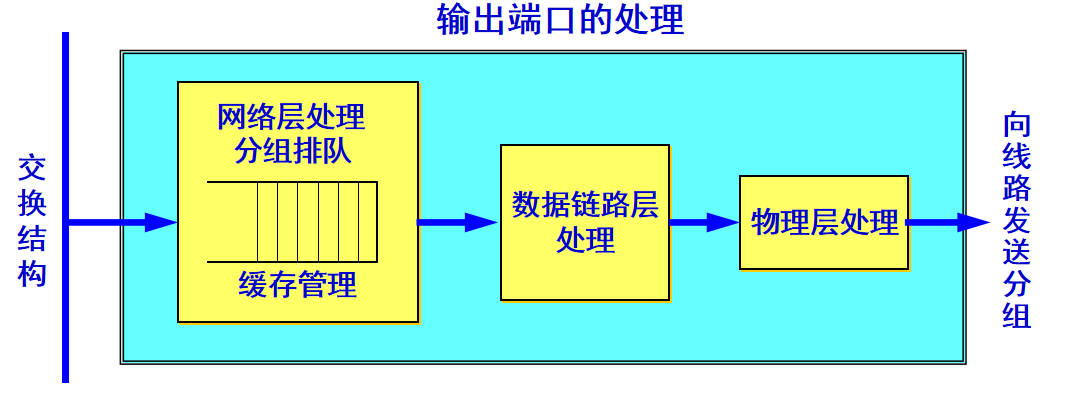 输出端口的处理
交换结构
网络层处理
分组排队
缓存管理
数据链路层
处理
物理层处理
向线路发送分组